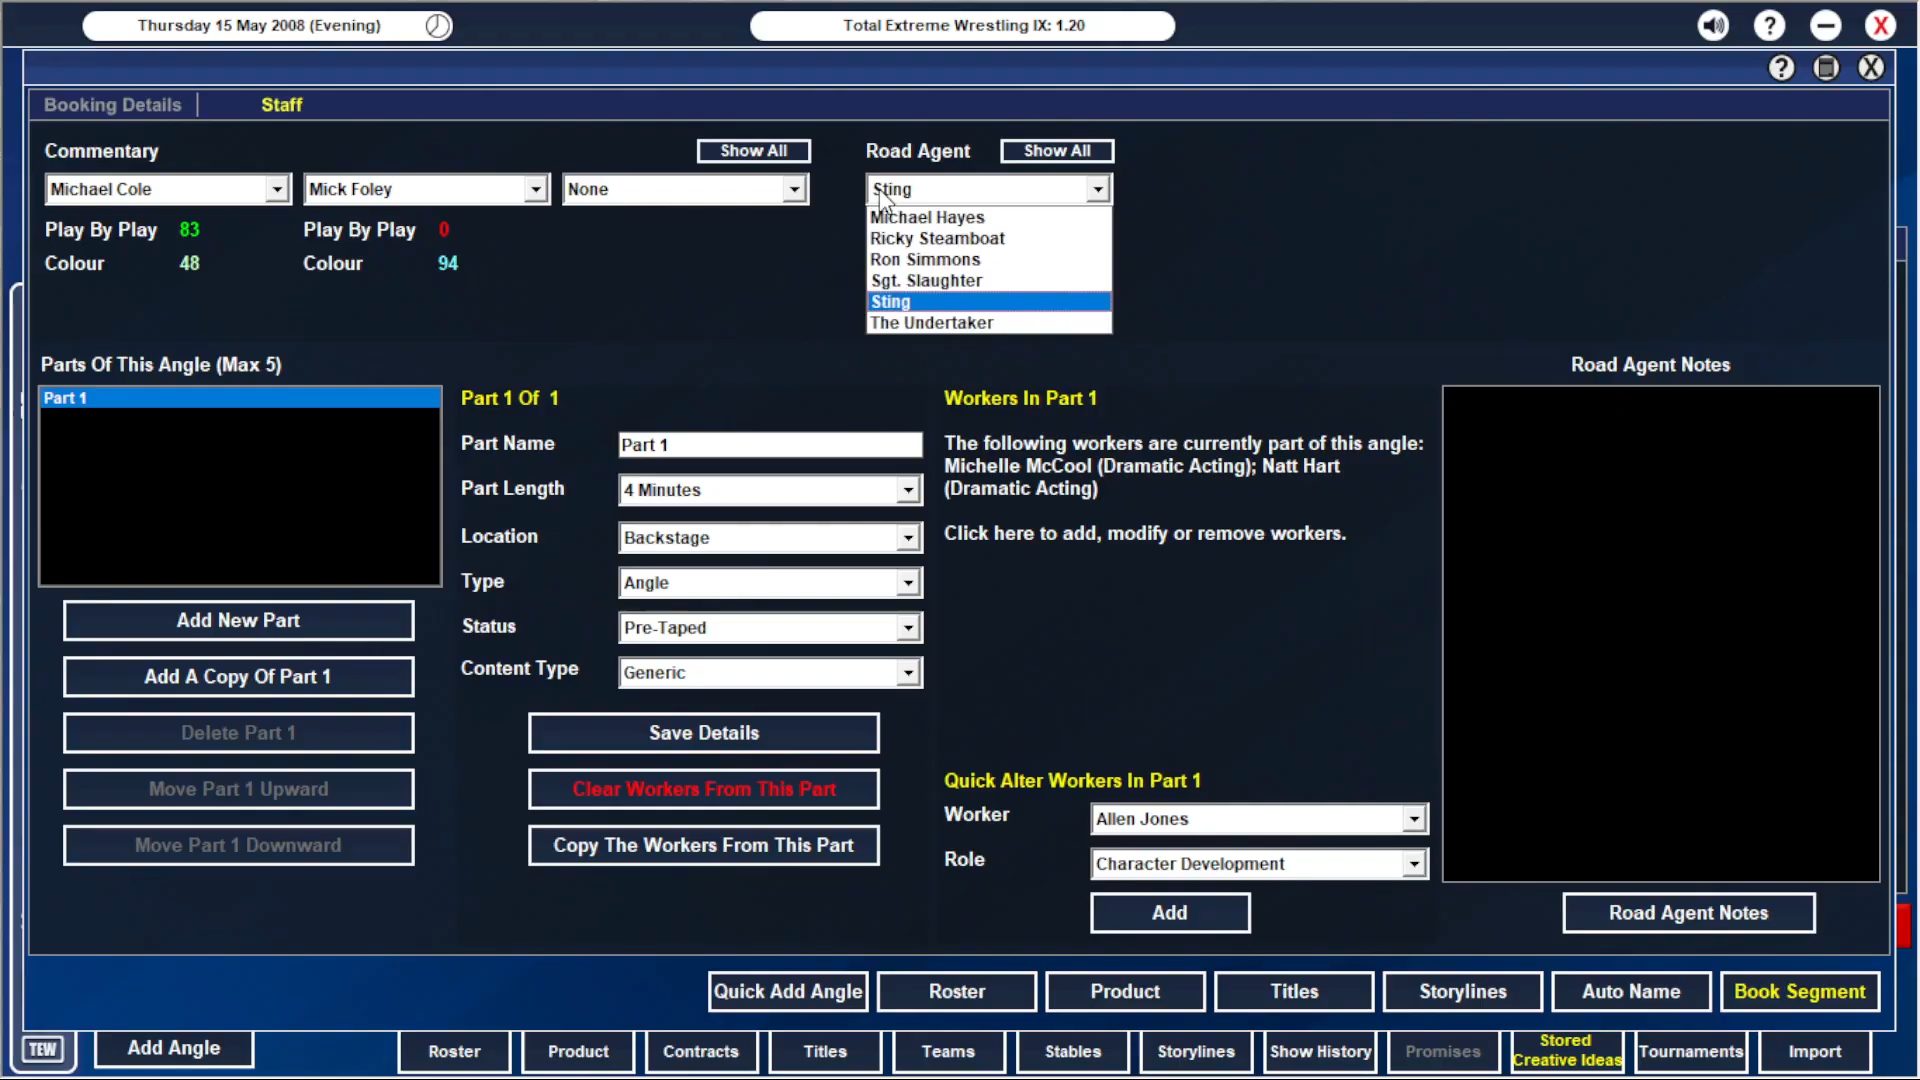 Thursday 15 May 2008 (Evening)
Total Extreme Wrestling IX: 1.20
Booking Details
Staff
Commentary
Show All
Road Agent
Show All
Michael Cole
Mick Foley
None
Sting
Play By Play 83
Play By Play 0
Colour 48
Colour 94
Michael Hayes
Ricky Steamboat
Ron Simmons
Sgt. Slaughter
Sting
The Undertaker
Parts Of This Angle (Max 5)
Part 1
Add New Part
Add A Copy Of Part 1
Delete Part 1
Move Part 1 Upward
Move Part 1 Downward
Part 1 Of 1
Part Name Part 1
Part Length 4 Minutes
Location Backstage
Type Angle
Status Pre-Taped
Content Type Generic
Save Details
Clear Workers From This Part
Copy The Workers From This Part
Workers In Part 1
The following workers are currently part of this angle:
Michelle McCool (Dramatic Acting); Natt Hart
(Dramatic Acting)
Click here to add, modify or remove workers.
Quick Alter Workers In Part 1
Worker Allen Jones
Role Character Development
Add
Road Agent Notes
Road Agent Notes
Quick Add Angle
Roster
Product
Titles
Storylines
Auto Name
Book Segment
TEW
Add Angle
Roster
Product
Contracts
Titles
Teams
Stables
Storylines
Show History
Promises
Stored
Creative Ideas
Tournaments
Import